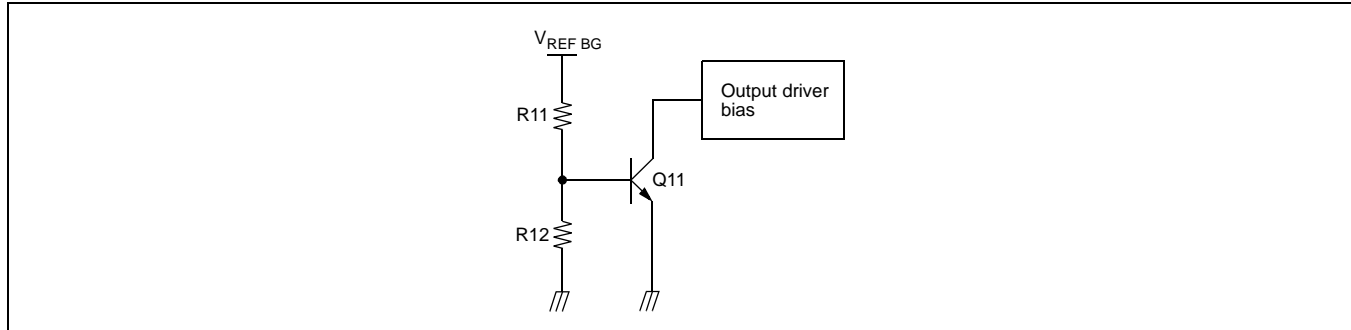 VREF BG
R11
Output driver
bias
Q11
R12